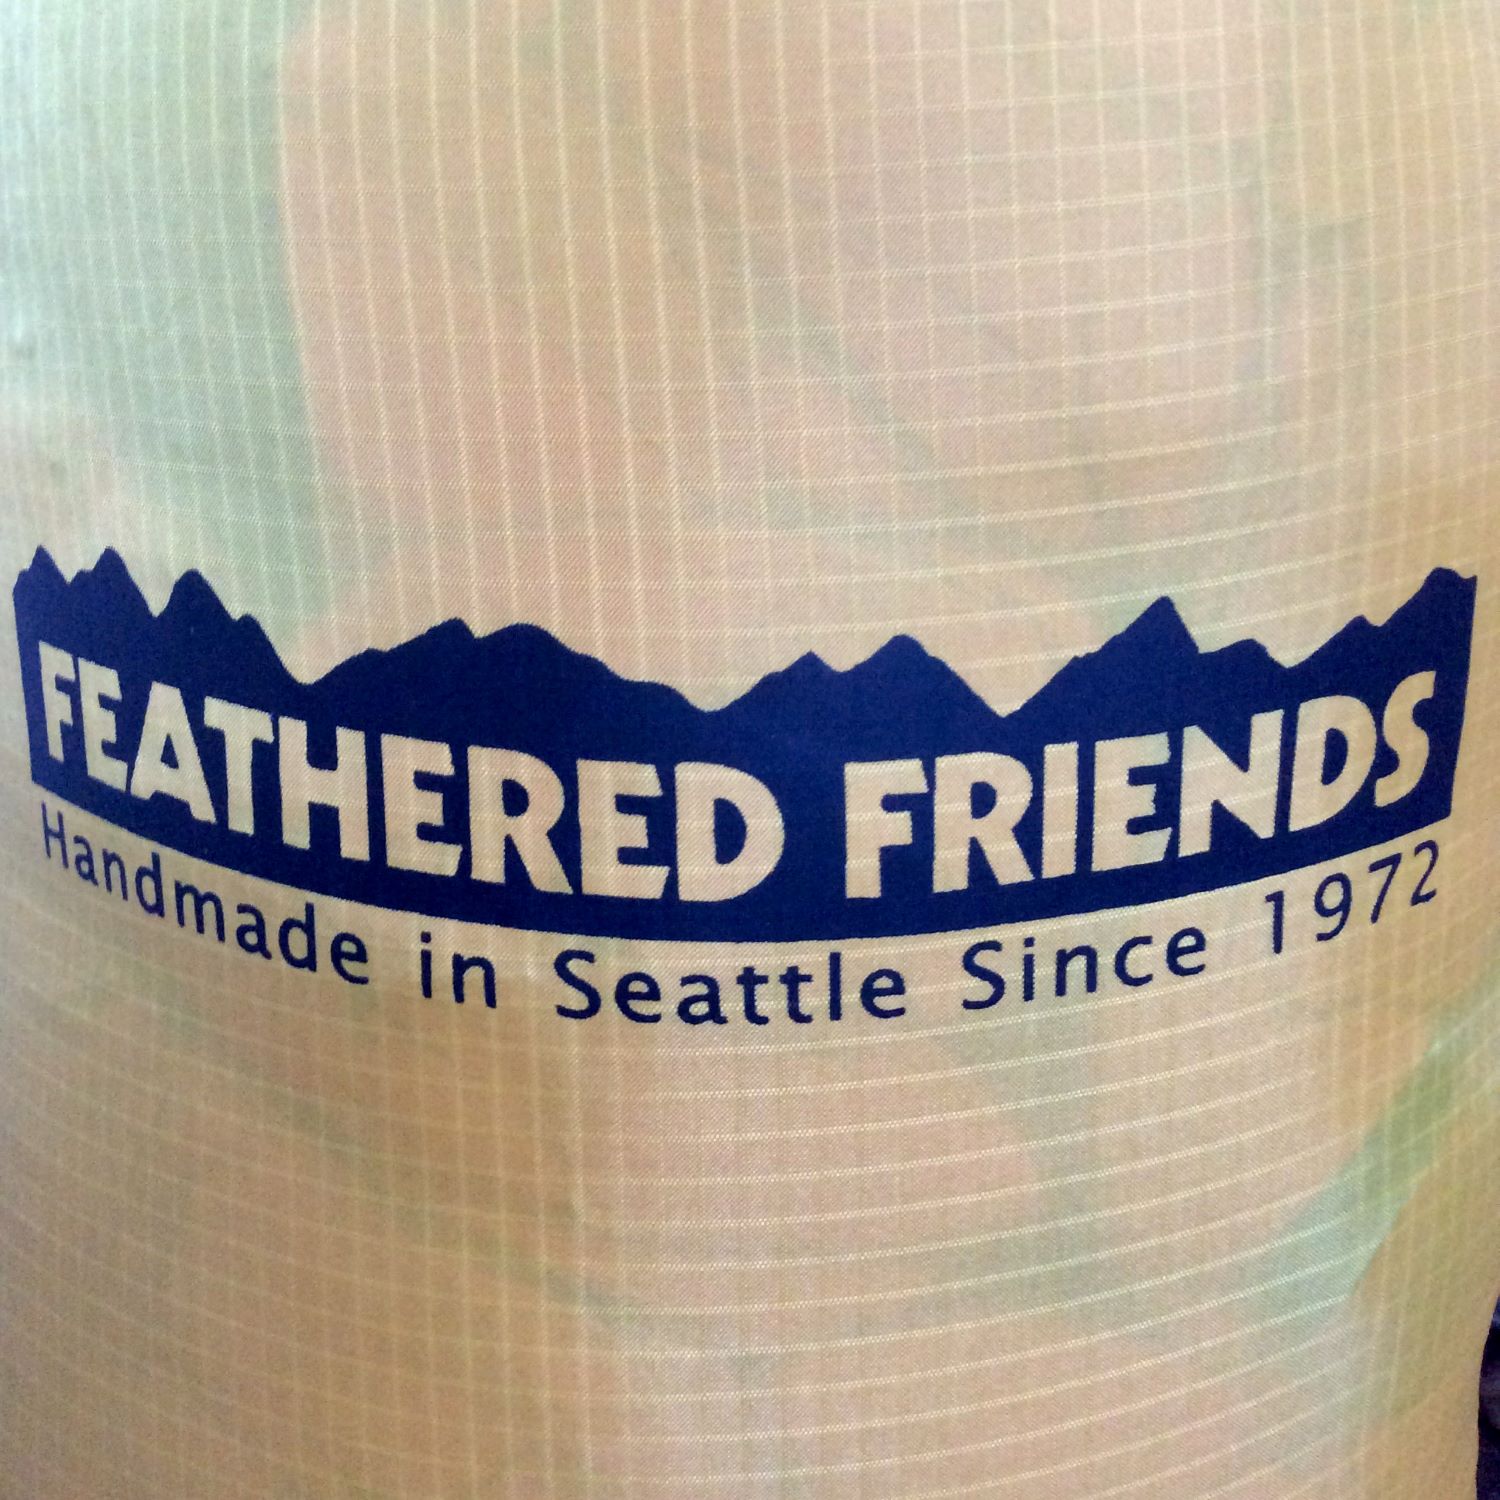 FEATHERED FRIENDS
Handmade in Seattle Since 1972